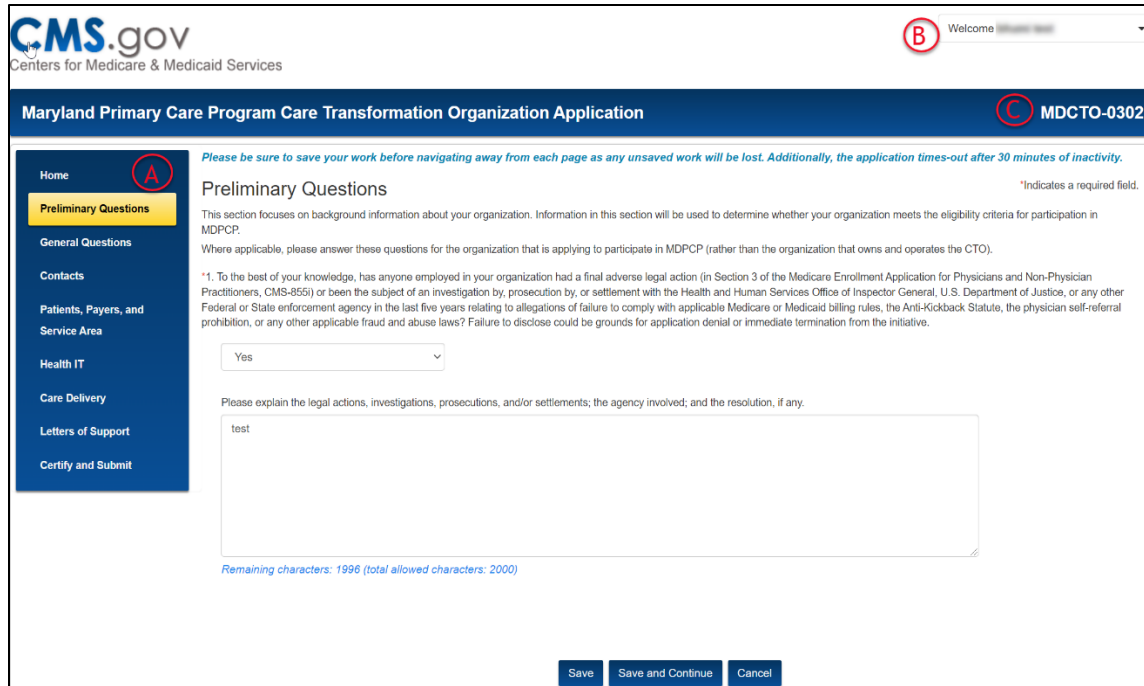 CMS.gov
Centers for Medicare & Medicaid Services
B
Welcome
Maryland Primary Care Program Care Transformation Organization Application
C
MDCTO-0302
A
Home
Preliminary Questions
General Questions
Contacts
Patients, Payers, and
Service Area
Health IT
Care Delivery
Letters of Support
Certify and Submit
Please be sure to save your work before navigating away from each page as any unsaved work will be lost. Additionally, the application times-out after 30 minutes of inactivity.
Preliminary Questions
*Indicates a required field.
This section focuses on background information about your organization. Information in this section will be used to determine whether your organization meets the eligibility criteria for participation in
MDPCP.
Where applicable, please answer these questions for the organization that is applying to participate in MDPCP (rather than the organization that owns and operates the CTO).
*1. To the best of your knowledge, has anyone employed in your organization had a final adverse legal action (in Section 3 of the Medicare Enrollment Application for Physicians and Non-Physician
Practitioners, CMS-855i) or been the subject of an investigation by, prosecution by, or settlement with the Health and Human Services Office of Inspector General, U.S. Department of Justice, or any other
Federal or State enforcement agency in the last five years relating to allegations of failure to comply with applicable Medicare or Medicaid billing rules, the Anti-Kickback Statute, the physician self-referral
prohibition, or any other applicable fraud and abuse laws? Failure to disclose could be grounds for application denial or immediate termination from the initiative.
Yes
Please explain the legal actions, investigations, prosecutions, and/or settlements; the agency involved; and the resolution, if any.
test
Remaining characters: 1996 (total allowed characters: 2000)
Save
Save and Continue
Cancel